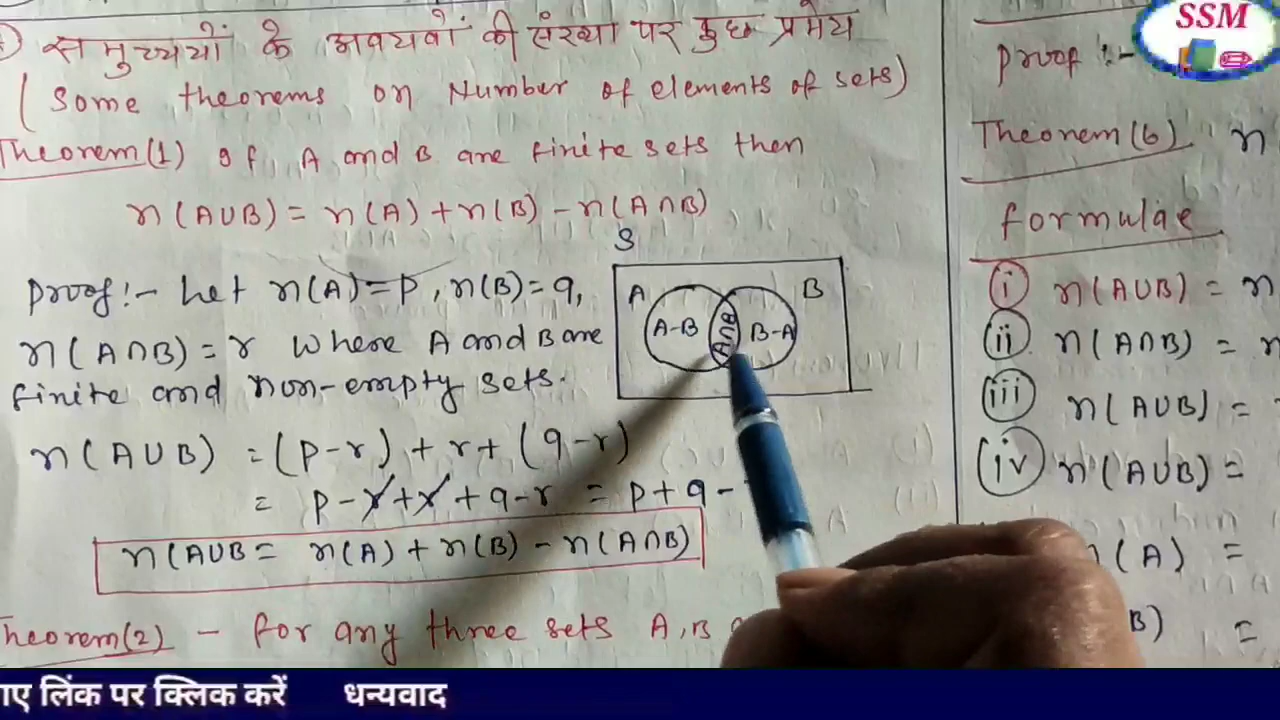 समुच्ययों के अवयवों की संख्या पर कुछ प्रमेय
(Some theorems on Number of elements of sets)
Theorem(1) If A and B are finite sets then
n(A∪B) = n(A) + n(B) - n(A∩B)
Proof :- Let n(A)=p, n(B)=q,
n(A∩B) = r where A and B are
finite and non-empty sets.
S
A
B
A-B
A∩B
B-A
n(A∪B) = (p-r) + r + (q-r)
= p-r+r+q-r = p+q-
n(A∪B = n(A) + n(B) - n(A∩B)
Theorem(2) - for any three sets A, B
SSM
Proof :-
Theorem(6) n
formulae
(i) n(A∪B) = n
(ii) n(A∩B) = n
(iii) n(A∪B) =
(iv) n(A∪B) =
(A) =
B) =
लिंक पर क्लिक करें धन्यवाद